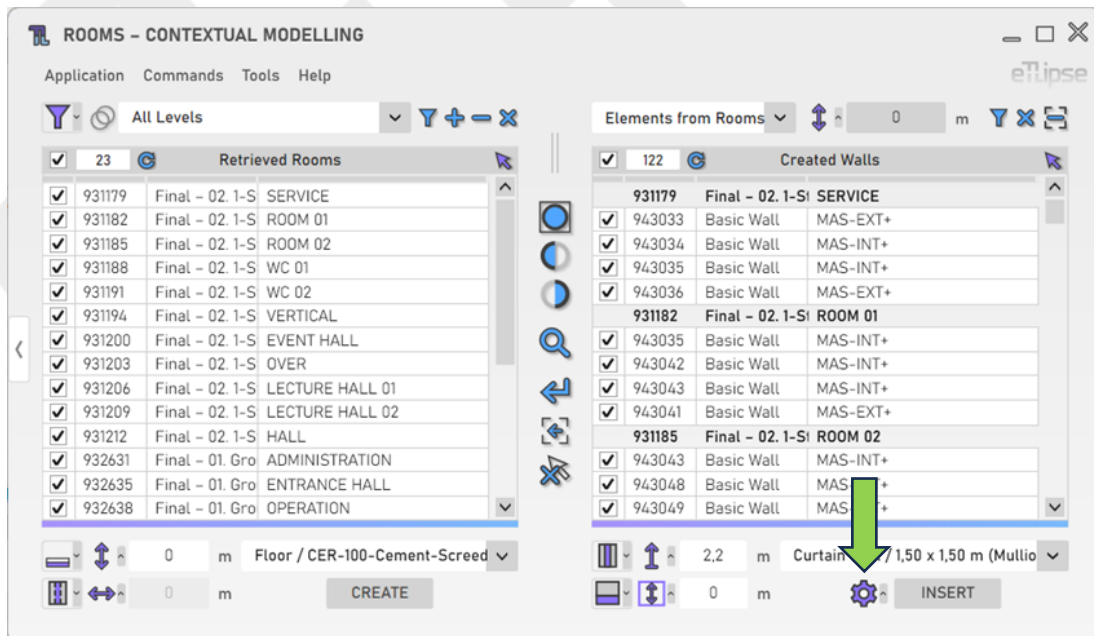 ROOMS – CONTEXTUAL MODELLING
Application Commands Tools Help
eTLipse
All Levels
Elements from Rooms 0 m
23 Retrieved Rooms
931179 Final – 02. 1-S SERVICE
931182 Final – 02. 1-S ROOM 01
931185 Final – 02. 1-S ROOM 02
931188 Final – 02. 1-S WC 01
931191 Final – 02. 1-S WC 02
931194 Final – 02. 1-S VERTICAL
931200 Final – 02. 1-S EVENT HALL
931203 Final – 02. 1-S OVER
931206 Final – 02. 1-S LECTURE HALL 01
931209 Final – 02. 1-S LECTURE HALL 02
931212 Final – 02. 1-S HALL
932631 Final – 01. Gro ADMINISTRATION
932635 Final – 01. Gro ENTRANCE HALL
932638 Final – 01. Gro OPERATION
0 m Floor / CER-100-Cement-Screed
0 m CREATE
122 Created Walls
931179 Final – 02. 1-St SERVICE
943033 Basic Wall MAS-EXT+
943034 Basic Wall MAS-INT+
943035 Basic Wall MAS-INT+
943036 Basic Wall MAS-EXT+
931182 Final – 02. 1-St ROOM 01
943035 Basic Wall MAS-INT+
943042 Basic Wall MAS-INT+
943043 Basic Wall MAS-INT+
943041 Basic Wall MAS-EXT+
931185 Final – 02. 1-St ROOM 02
943043 Basic Wall MAS-INT+
943048 Basic Wall
943049 Basic Wall
2,2 m Curtain / 1,50 x 1,50 m (Mullio
0 m INSERT